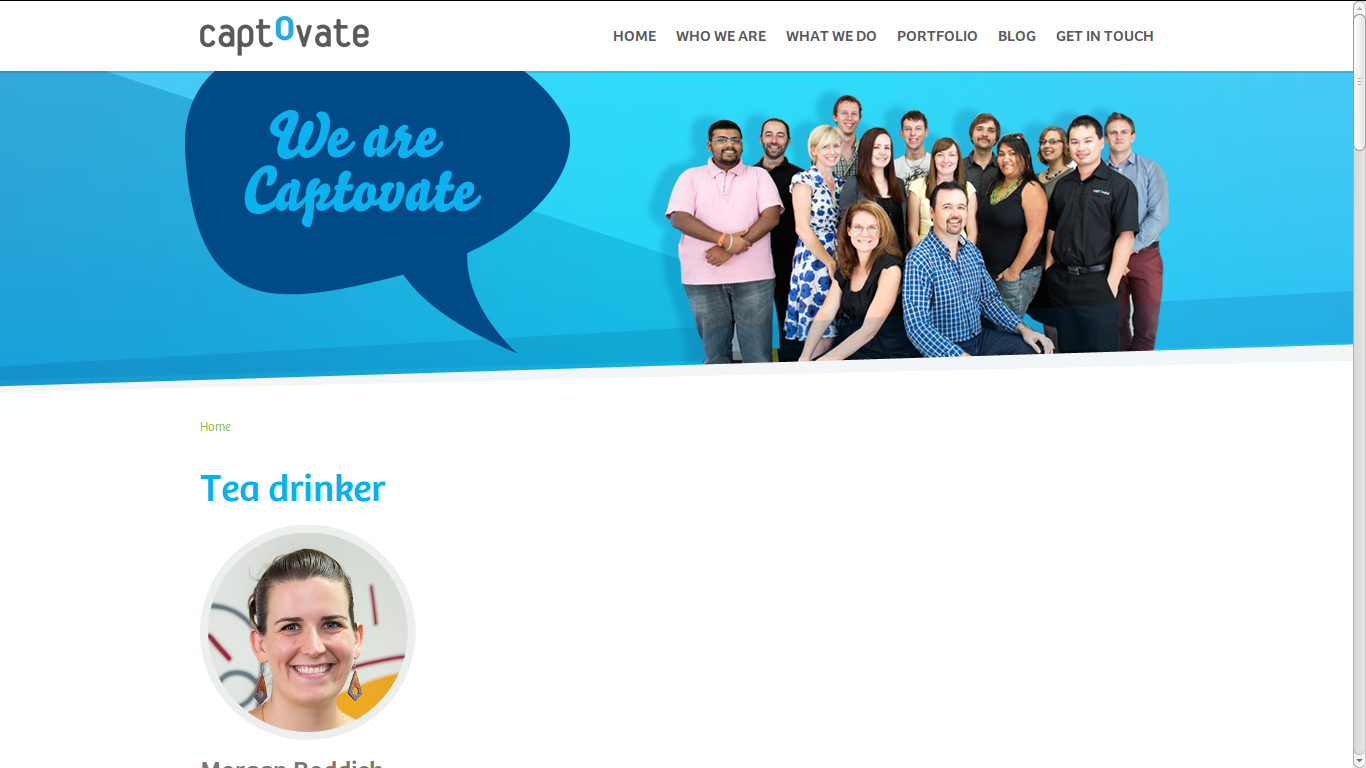 captOvate
HOME WHO WE ARE WHAT WE DO PORTFOLIO BLOG GET IN TOUCH
We are
Captovate
Home
Tea drinker